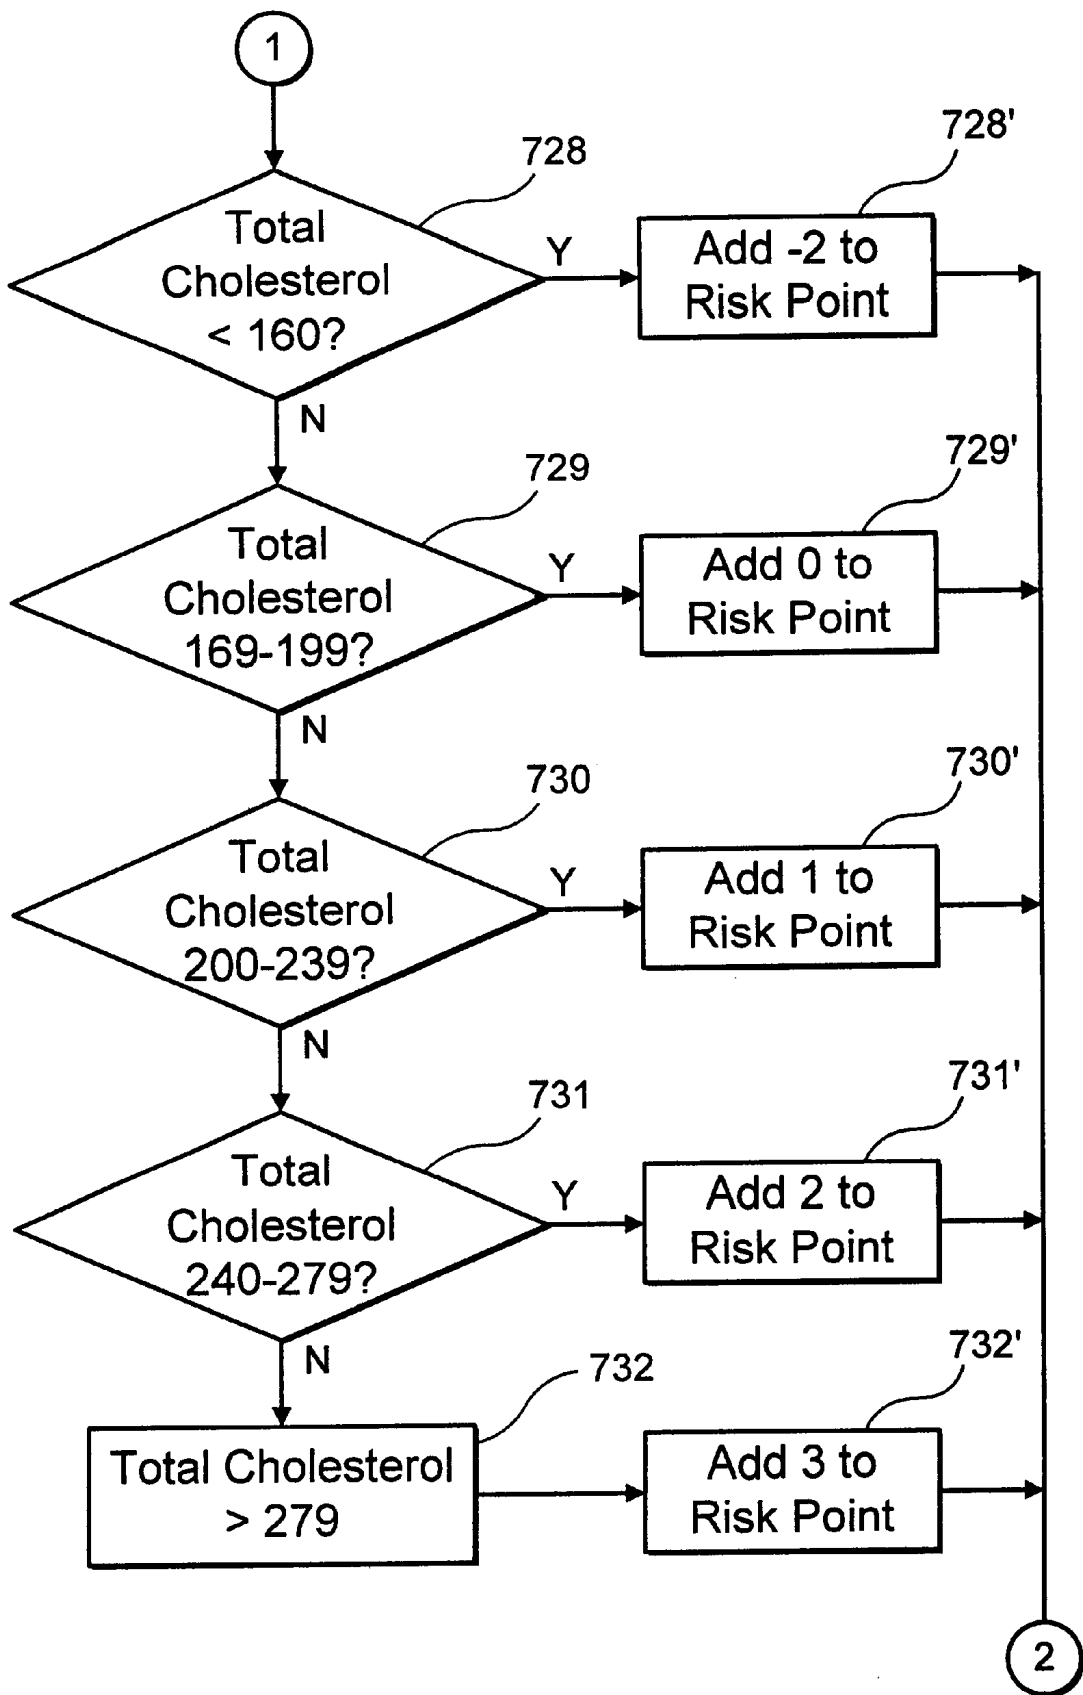 1
728
728'
Total
Cholesterol
< 160?
Y
Add -2 to
Risk Point
N
729
729'
Total
Cholesterol
169-199?
Y
Add 0 to
Risk Point
N
730
730'
Total
Cholesterol
200-239?
Y
Add 1 to
Risk Point
N
731
731'
Total
Cholesterol
240-279?
Y
Add 2 to
Risk Point
N
732
732'
Total Cholesterol
> 279
Add 3 to
Risk Point
2